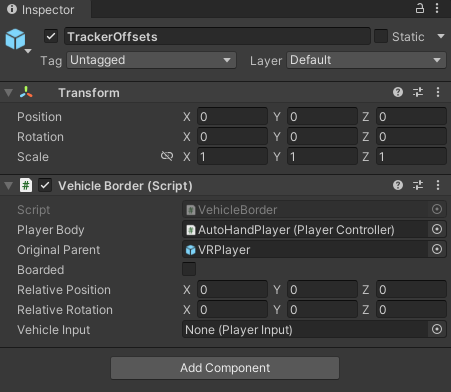 Inspector
TrackerOffsets
Static
Tag Untagged Layer Default
Transform
Position X 0 Y 0 Z 0
Rotation X 0 Y 0 Z 0
Scale X 1 Y 1 Z 1
# Vehicle Border (Script)
Script # VehicleBorder
Player Body # AutoHandPlayer (Player Controller)
Original Parent VRPlayer
Boarded
Relative Position X 0 Y 0 Z 0
Relative Rotation X 0 Y 0 Z 0
Vehicle Input None (Player Input)
Add Component